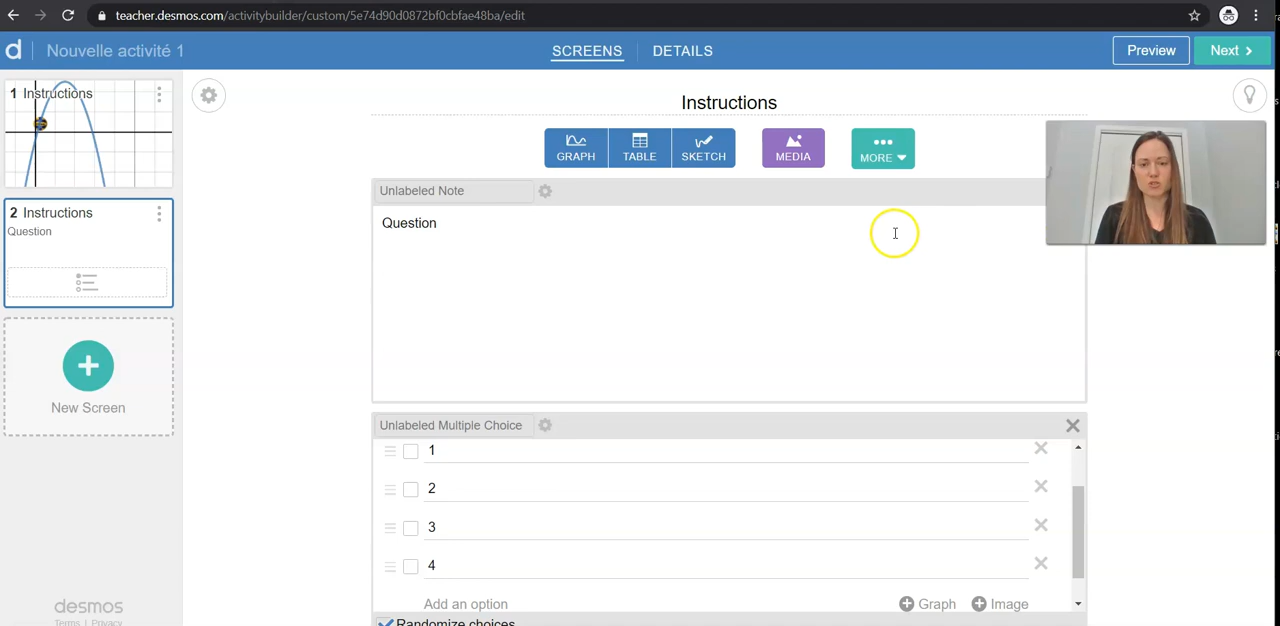 teacher.desmos.com/activitybuilder/custom/5e74d90d0872bf0cbfae48ba/edit
d Nouvelle activité 1 SCREENS DETAILS Preview Next >
1 Instructions
Instructions
GRAPH TABLE SKETCH MEDIA MORE
Unlabeled Note
2 Instructions
Question
Question
New Screen
Unlabeled Multiple Choice
1
2
3
4
Add an option Graph Image
Randomize choices
desmos
Terms | Privacy